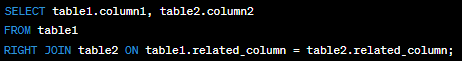 SELECT table1.column1, table2.column2
FROM table1
RIGHT JOIN table2 ON table1.related_column = table2.related_column;